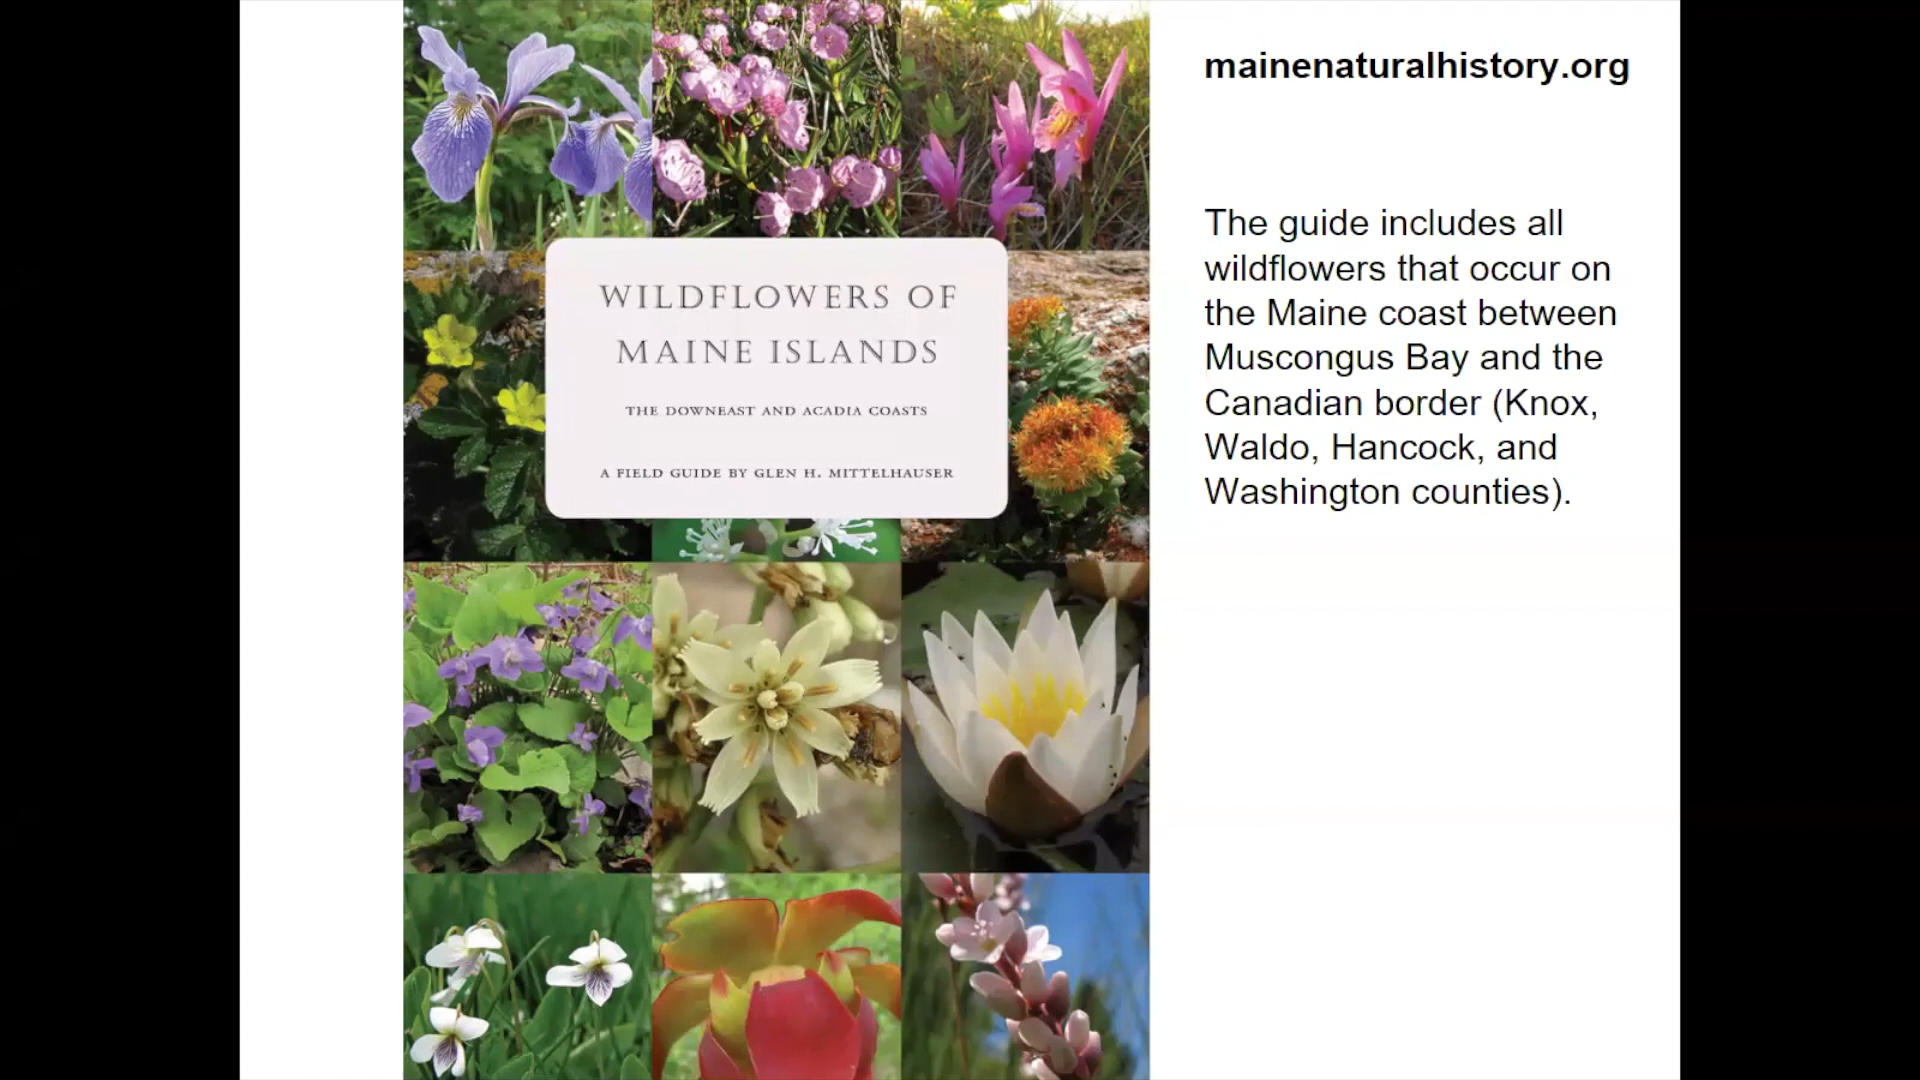 WILDFLOWERS OF
MAINE ISLANDS
THE DOWNEAST AND ACADIA COASTS
A FIELD GUIDE BY GLEN H. MITTELHAUSER
mainenaturalhistory.org
The guide includes all
wildflowers that occur on
the Maine coast between
Muscongus Bay and the
Canadian border (Knox,
Waldo, Hancock, and
Washington counties).